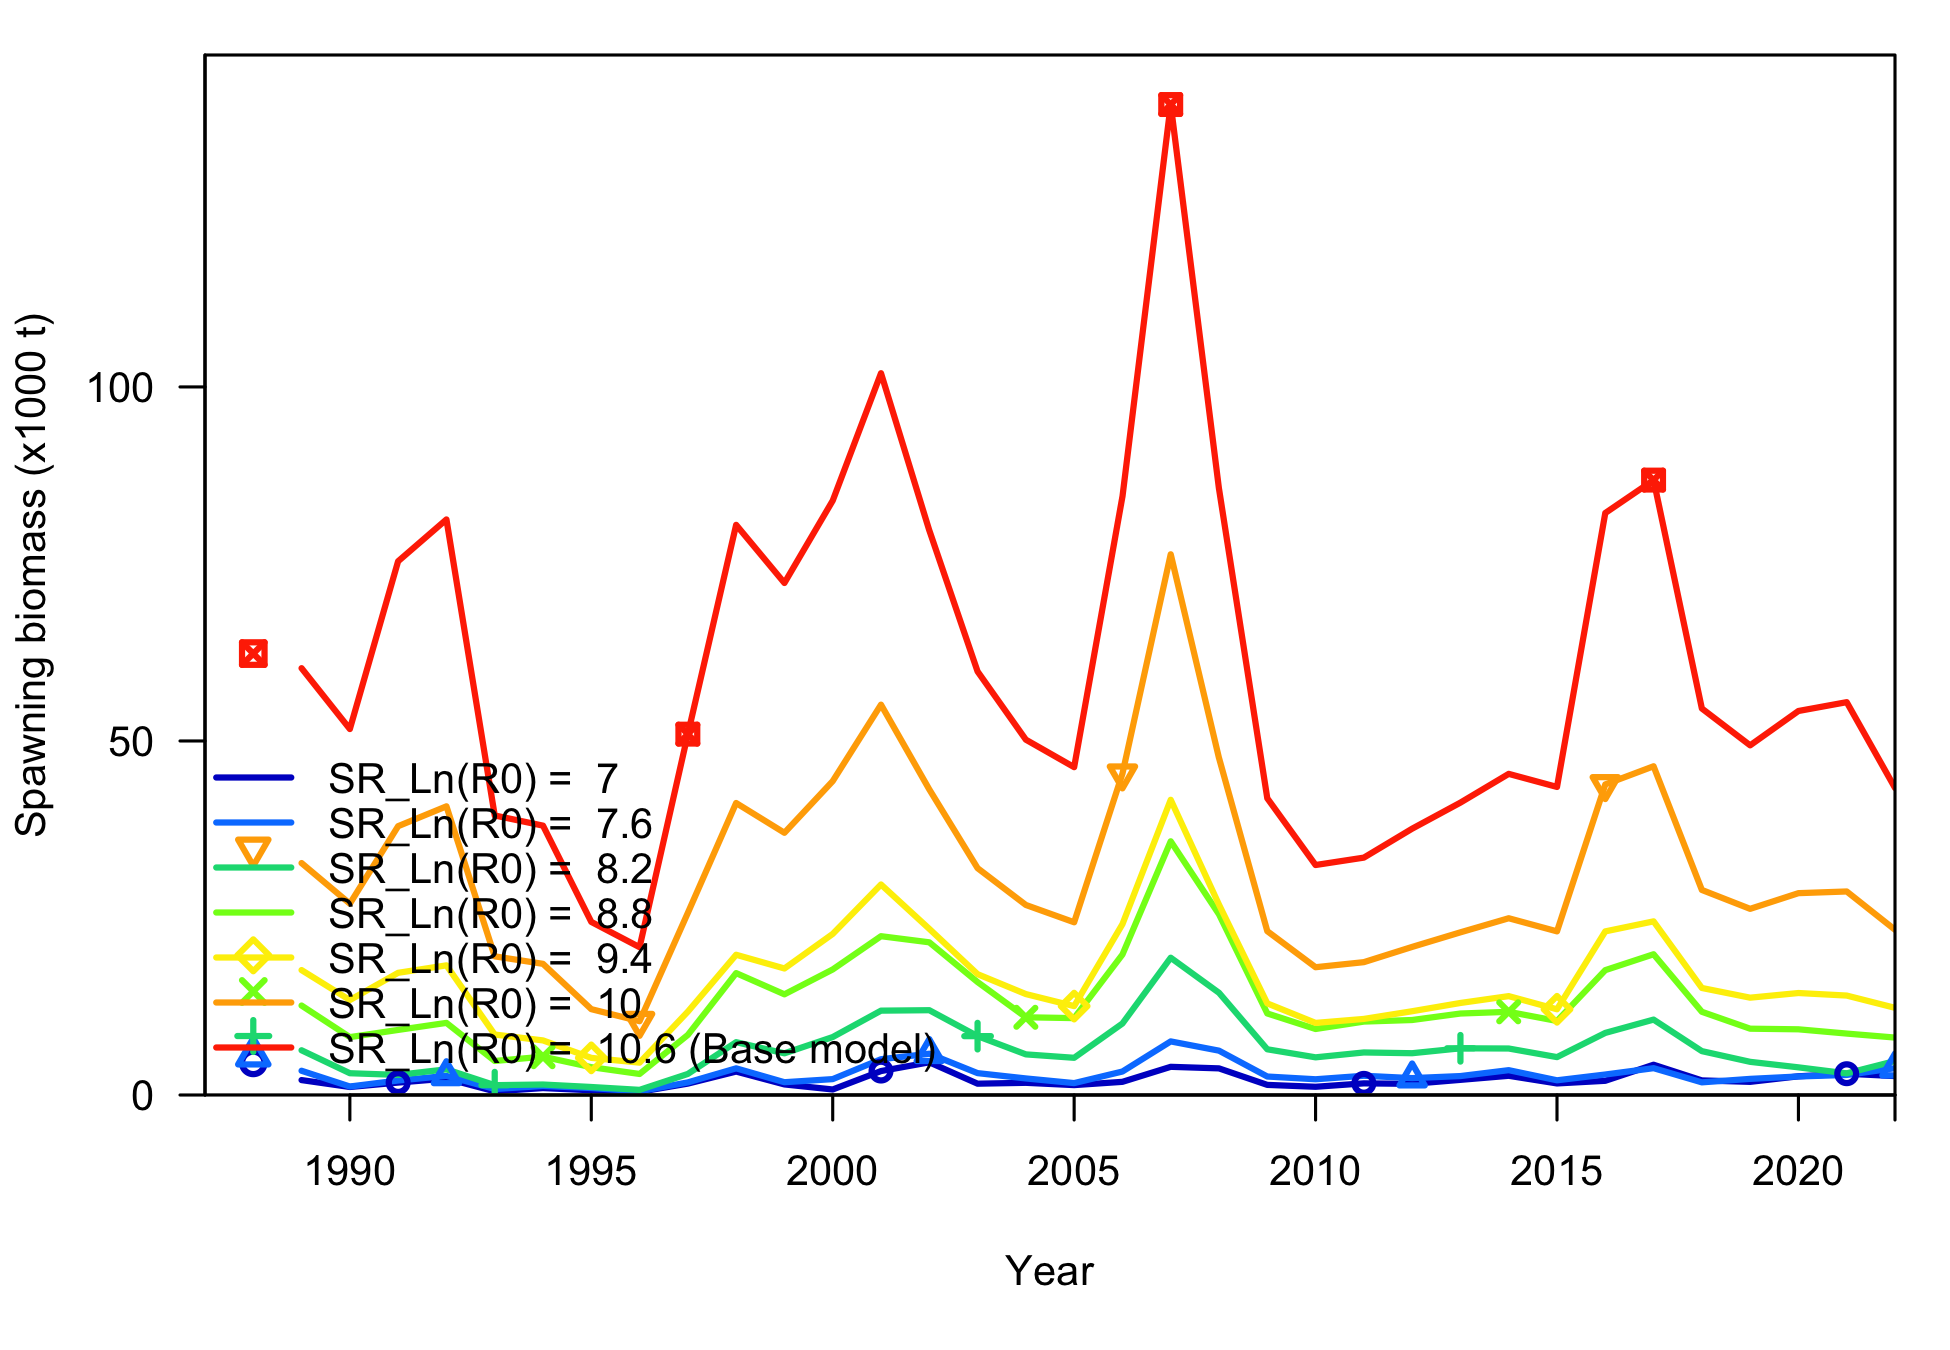 Spawning biomass (x1000 t)
100
50
0
SR_Ln(R0) = 7
SR_Ln(R0) = 7.6
SR_Ln(R0) = 8.2
SR_Ln(R0) = 8.8
SR_Ln(R0) = 9.4
SR_Ln(R0) = 10
SR_Ln(R0) = 10.6 (Base model)
1990 1995 2000 2005 2010 2015 2020
Year